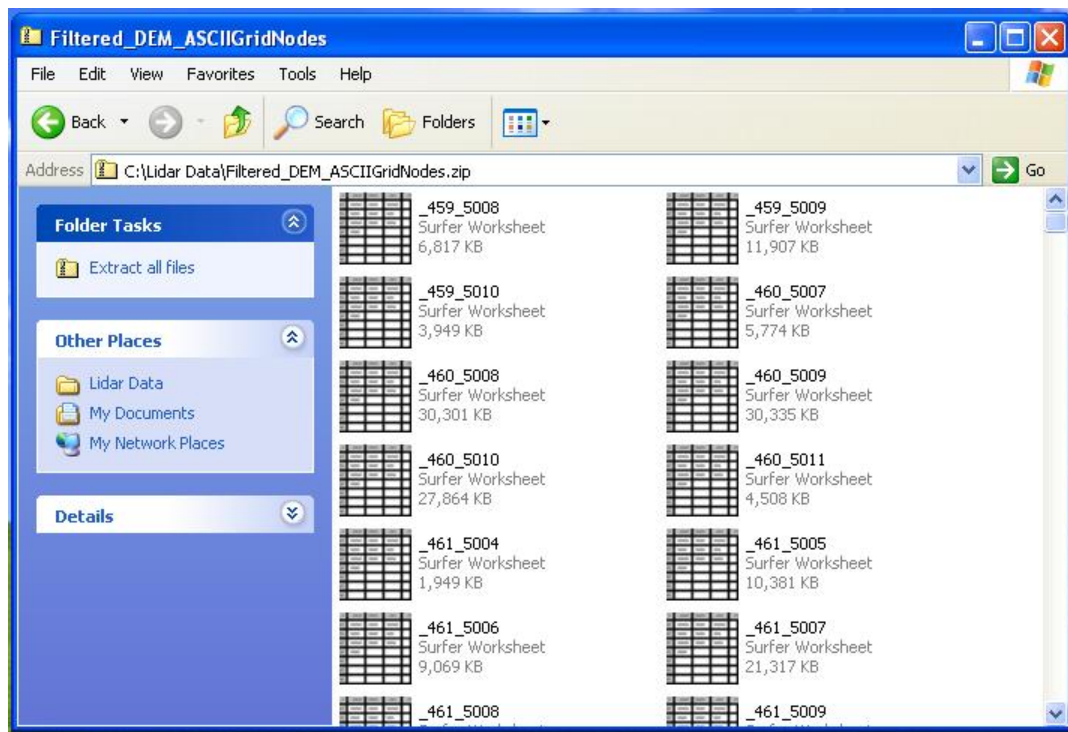 Filtered_DEM_ASCIIGridNodes
File Edit View Favorites Tools Help
Back Search Folders
Address C:\Lidar Data\Filtered_DEM_ASCIIGridNodes.zip Go
Folder Tasks
Extract all files
Other Places
Lidar Data
My Documents
My Network Places
Details
_459_5008
Surfer Worksheet
6,817 KB
_459_5009
Surfer Worksheet
11,907 KB
_459_5010
Surfer Worksheet
3,949 KB
_460_5007
Surfer Worksheet
5,774 KB
_460_5008
Surfer Worksheet
30,301 KB
_460_5009
Surfer Worksheet
30,335 KB
_460_5010
Surfer Worksheet
27,864 KB
_460_5011
Surfer Worksheet
4,508 KB
_461_5004
Surfer Worksheet
1,949 KB
_461_5005
Surfer Worksheet
10,381 KB
_461_5006
Surfer Worksheet
9,069 KB
_461_5007
Surfer Worksheet
21,317 KB
_461_5008
_461_5009